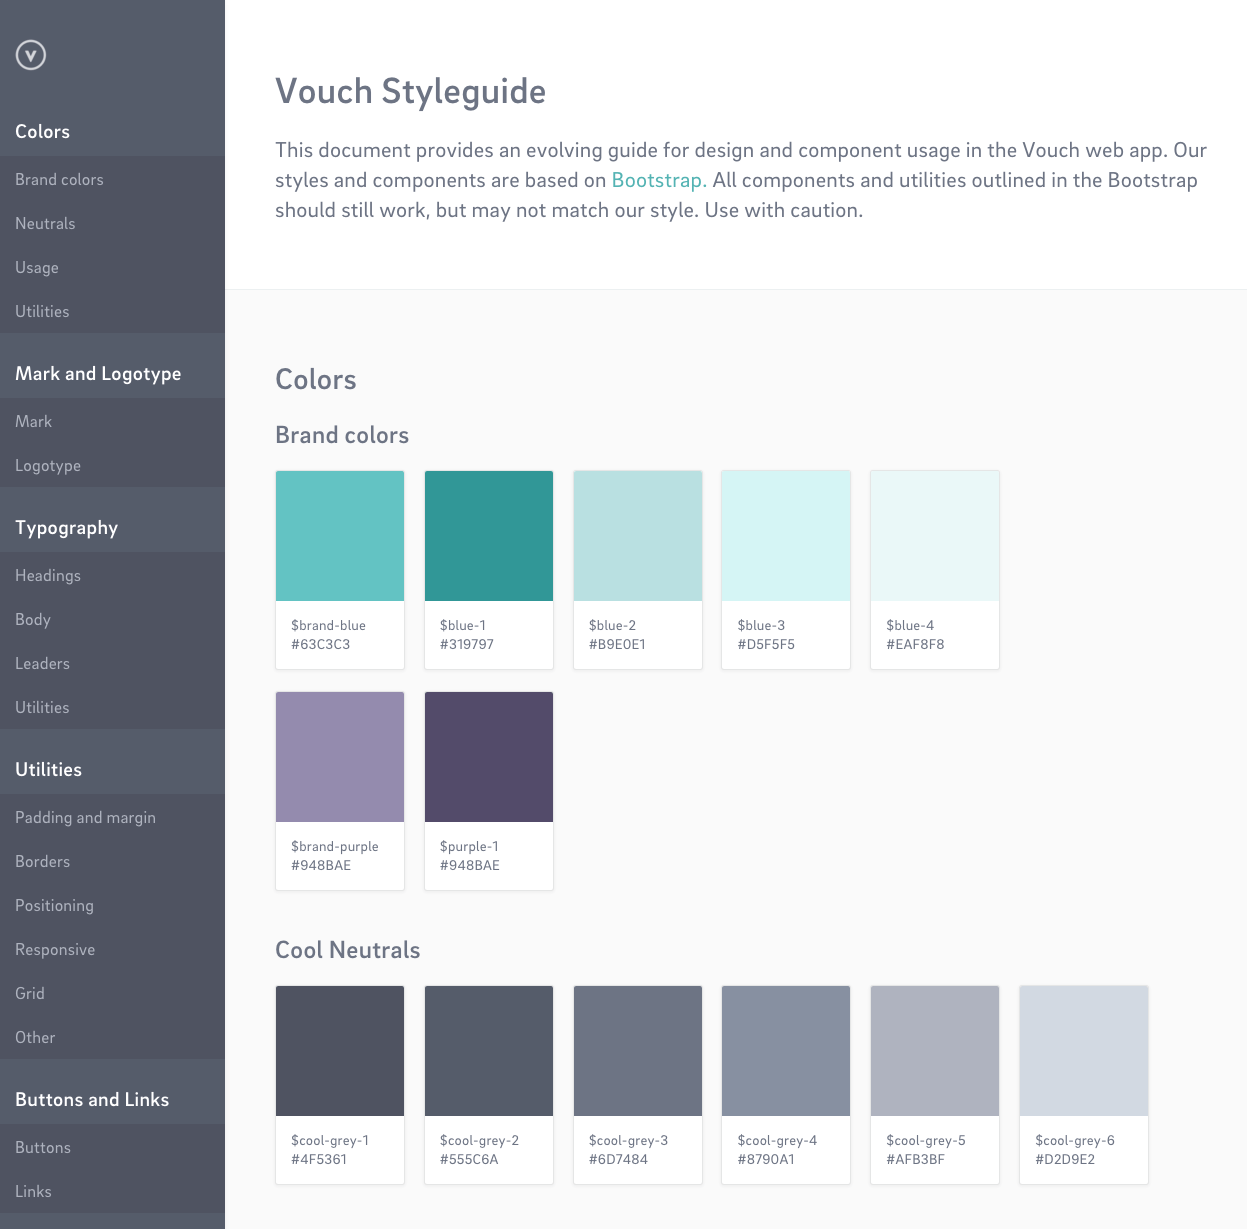 V
Colors
Brand colors
Neutrals
Usage
Utilities
Mark and Logotype
Mark
Logotype
Typography
Headings
Body
Leaders
Utilities
Utilities
Padding and margin
Borders
Positioning
Responsive
Grid
Other
Buttons and Links
Buttons
Links
Vouch Styleguide
This document provides an evolving guide for design and component usage in the Vouch web app. Our
styles and components are based on Bootstrap. All components and utilities outlined in the Bootstrap
should still work, but may not match our style. Use with caution.
Colors
Brand colors
$brand-blue
#63C3C3
$blue-1
#319797
$blue-2
#B9E0E1
$blue-3
#D5F5F5
$blue-4
#EAF8F8
$brand-purple
#948BAE
$purple-1
#948BAE
Cool Neutrals
$cool-grey-1
#4F5361
$cool-grey-2
#555C6A
$cool-grey-3
#6D7484
$cool-grey-4
#8790A1
$cool-grey-5
#AFB3BF
$cool-grey-6
#D2D9E2